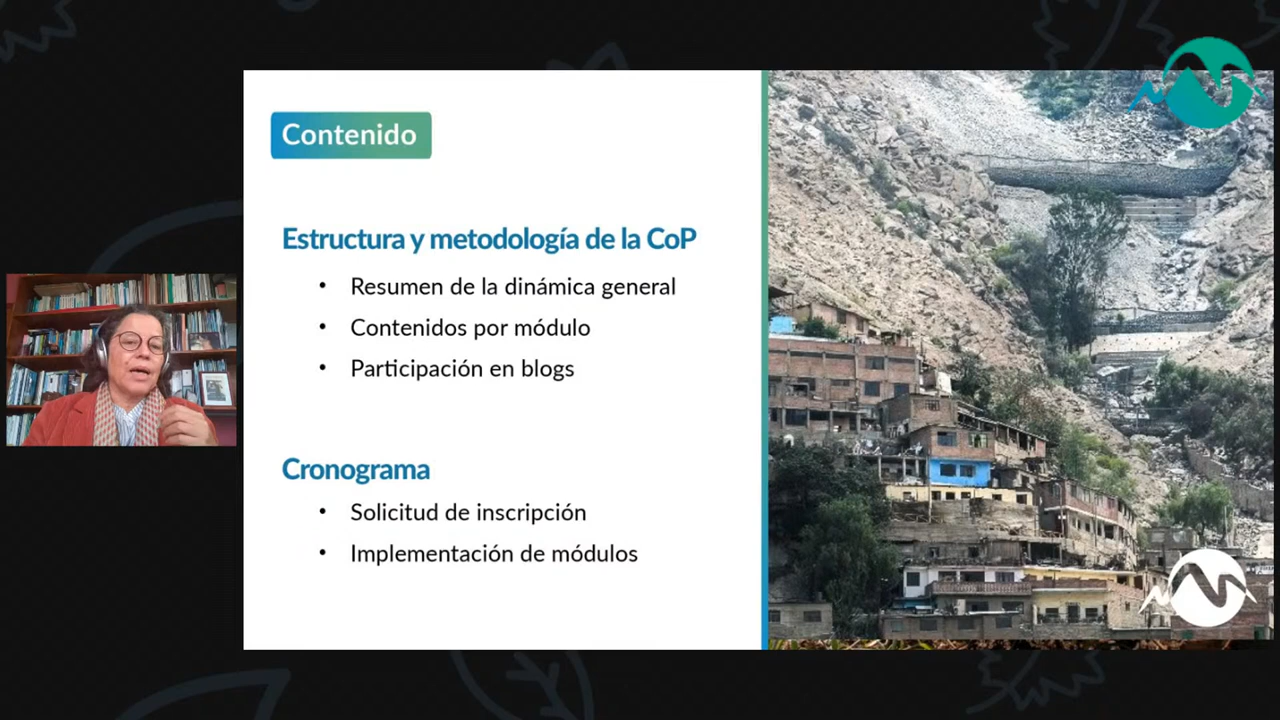 Contenido
Estructura y metodología de la CoP
• Resumen de la dinámica general
• Contenidos por módulo
• Participación en blogs
Cronograma
• Solicitud de inscripción
• Implementación de módulos